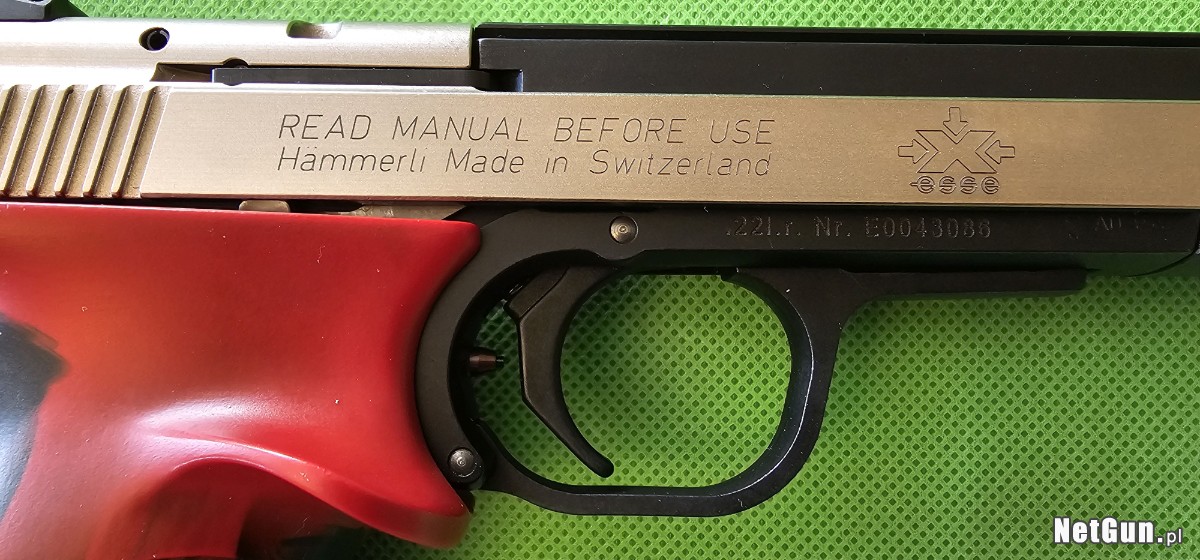 READ MANUAL BEFORE USE
Hämmerli Made in Switzerland
esse
.22l.r. Nr. E0043086
NetGun.pl